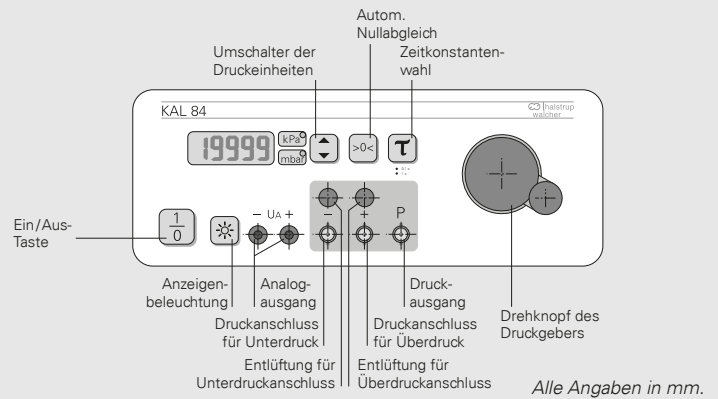 Autom.
Nullabgleich
Umschalter der
Druckeinheiten
Zeitkonstanten-
wahl
KAL 84
halstrup
walcher
19999
kPa
mbar
>0<
τ
1
0
Ein/Aus-
Taste
– UA +
–
+
P
Anzeigen-
beleuchtung
Analog-
ausgang
Druck-
ausgang
Drehknopf des
Druckgebers
Druckanschluss
für Unterdruck
Druckanschluss
für Überdruck
Entlüftung für
Unterdruckanschluss
Entlüftung für
Überdruckanschluss
Alle Angaben in mm.